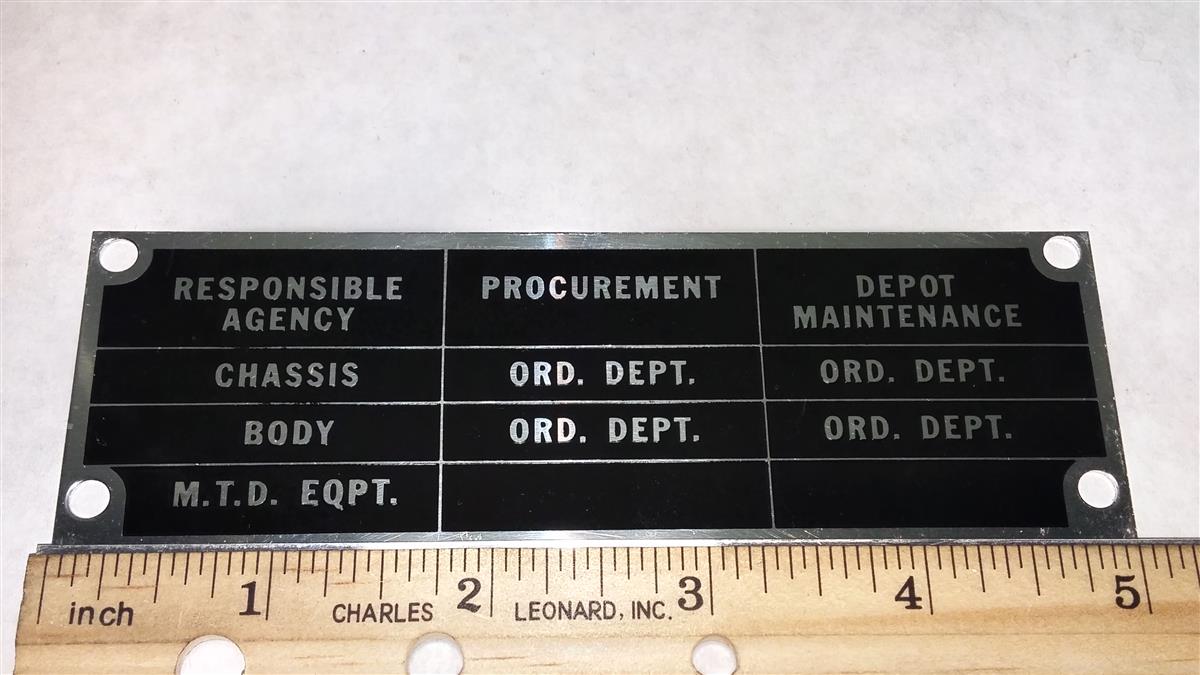 RESPONSIBLE AGENCY PROCUREMENT DEPOT MAINTENANCE
CHASSIS ORD. DEPT. ORD. DEPT.
BODY ORD. DEPT. ORD. DEPT.
M.T.D. EQPT.
1 2 3 4 5
inch CHARLES LEONARD, INC.